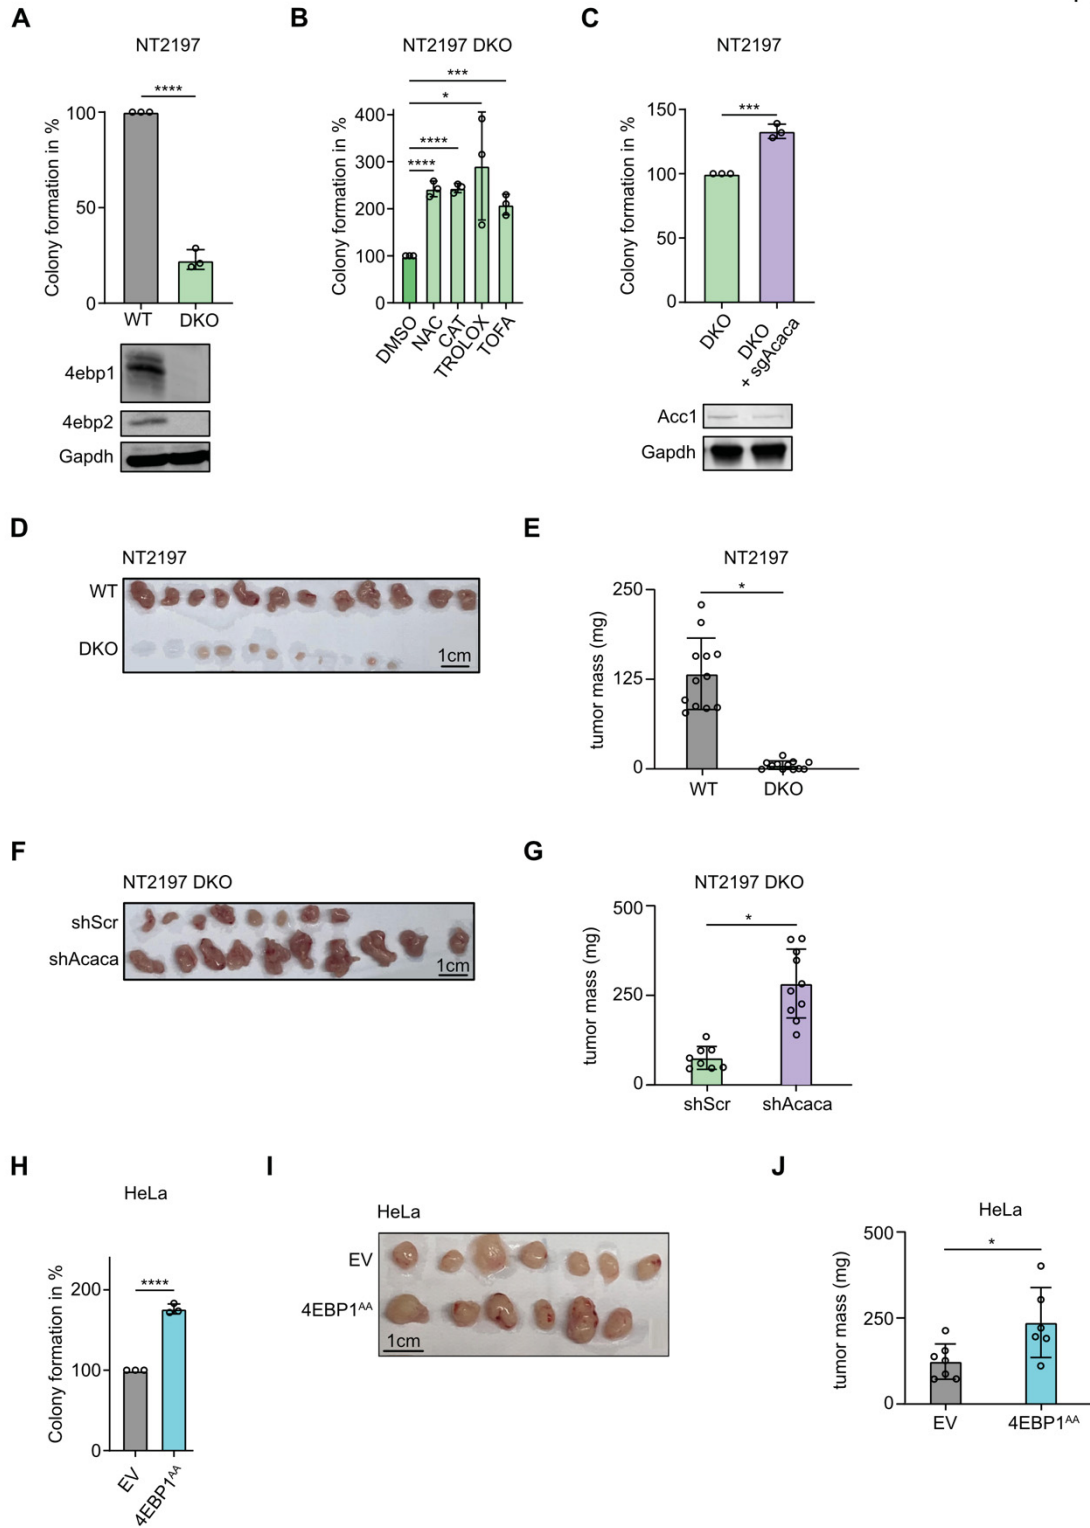 A
NT2197
****
Colony formation in %
100
50
0
WT
DKO
4ebp1
4ebp2
Gapdh
B
NT2197 DKO
***
*
****
****
Colony formation in %
400
300
200
100
0
DMSO
NAC
CAT
TROLOX
TOFA
C
NT2197
***
Colony formation in %
150
100
50
0
DKO
DKO
+ sgAcaca
Acc1
Gapdh
D
NT2197
WT
DKO
1cm
E
NT2197
*
tumor mass (mg)
250
125
0
WT
DKO
F
NT2197 DKO
shScr
shAcaca
1cm
G
NT2197 DKO
*
tumor mass (mg)
500
250
0
shScr
shAcaca
H
HeLa
****
Colony formation in %
200
100
0
EV
4EBP1ᴬᴬ
I
HeLa
EV
4EBP1ᴬᴬ
1cm
J
HeLa
*
tumor mass (mg)
500
250
0
EV
4EBP1ᴬᴬ